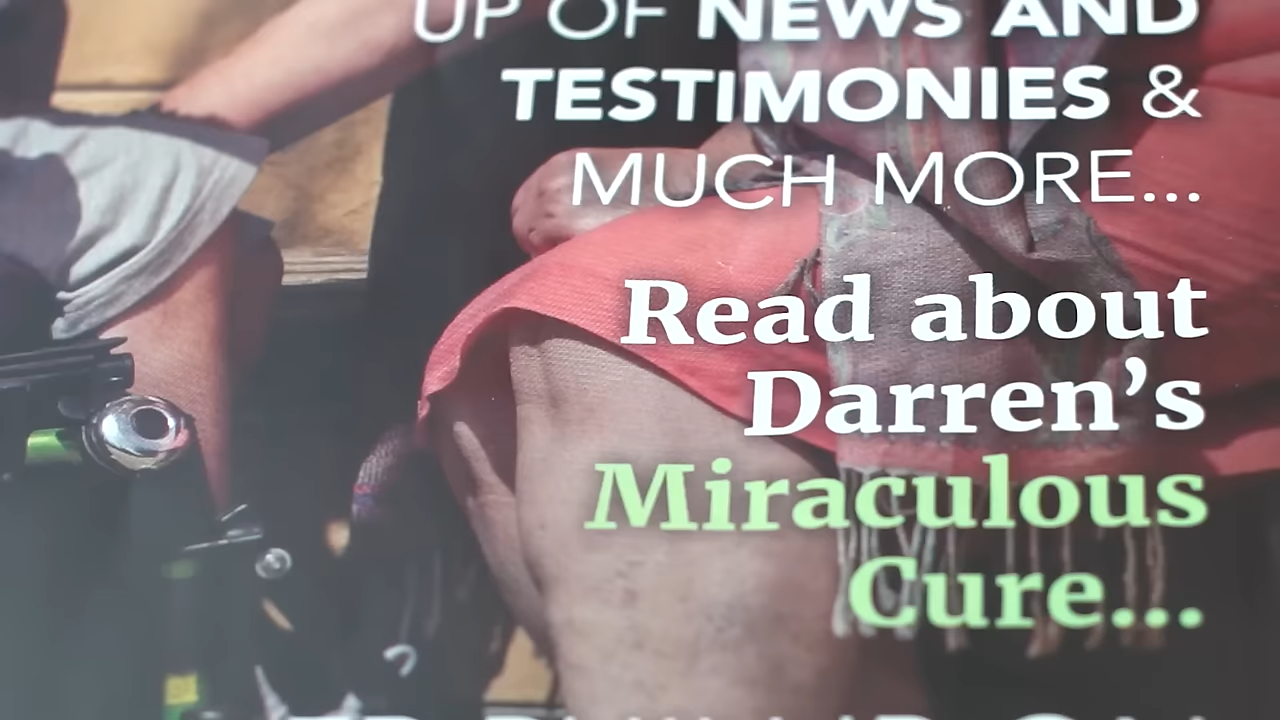 UP OF NEWS AND
TESTIMONIES &
MUCH MORE...
Read about
Darren's
Miraculous
Cure...